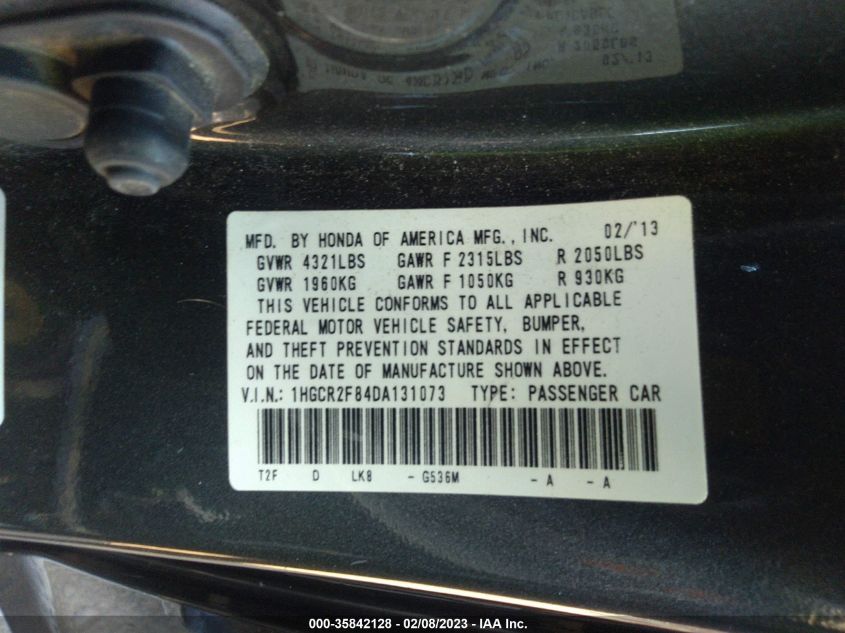 MFD. BY HONDA OF AMERICA MFG., INC. 02/'13
GVWR 4321LBS GAWR F 2315LBS R 2050LBS
GVWR 1960KG GAWR F 1050KG R 930KG
THIS VEHICLE CONFORMS TO ALL APPLICABLE
FEDERAL MOTOR VEHICLE SAFETY, BUMPER,
AND THEFT PREVENTION STANDARDS IN EFFECT
ON THE DATE OF MANUFACTURE SHOWN ABOVE.
V.I.N.: 1HGCR2F84DA131073 TYPE: PASSENGER CAR
T2F D LK8 - G536M - A - A
000-35842128 - 02/08/2023 - IAA Inc.